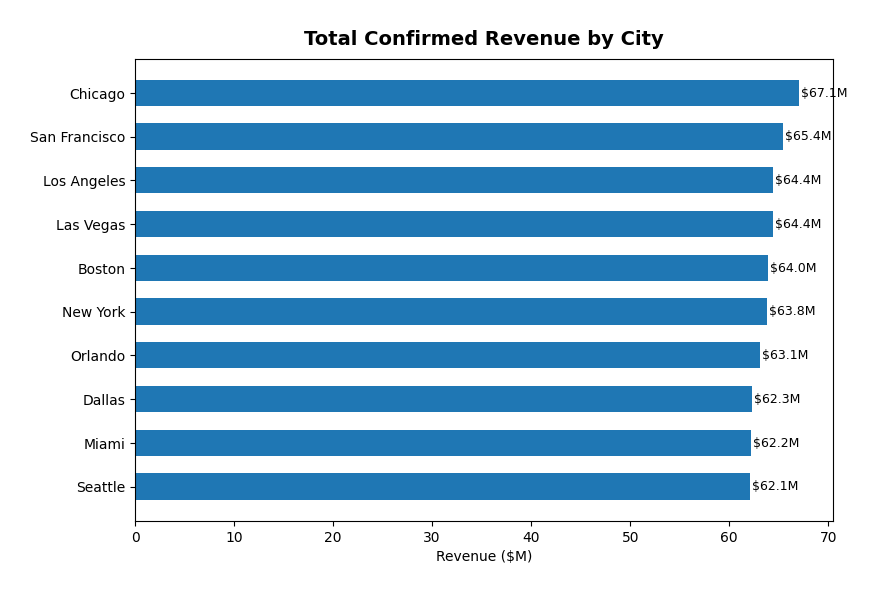 Total Confirmed Revenue by City
Chicago $67.1M
San Francisco $65.4M
Los Angeles $64.4M
Las Vegas $64.4M
Boston $64.0M
New York $63.8M
Orlando $63.1M
Dallas $62.3M
Miami $62.2M
Seattle $62.1M
0 10 20 30 40 50 60 70
Revenue ($M)